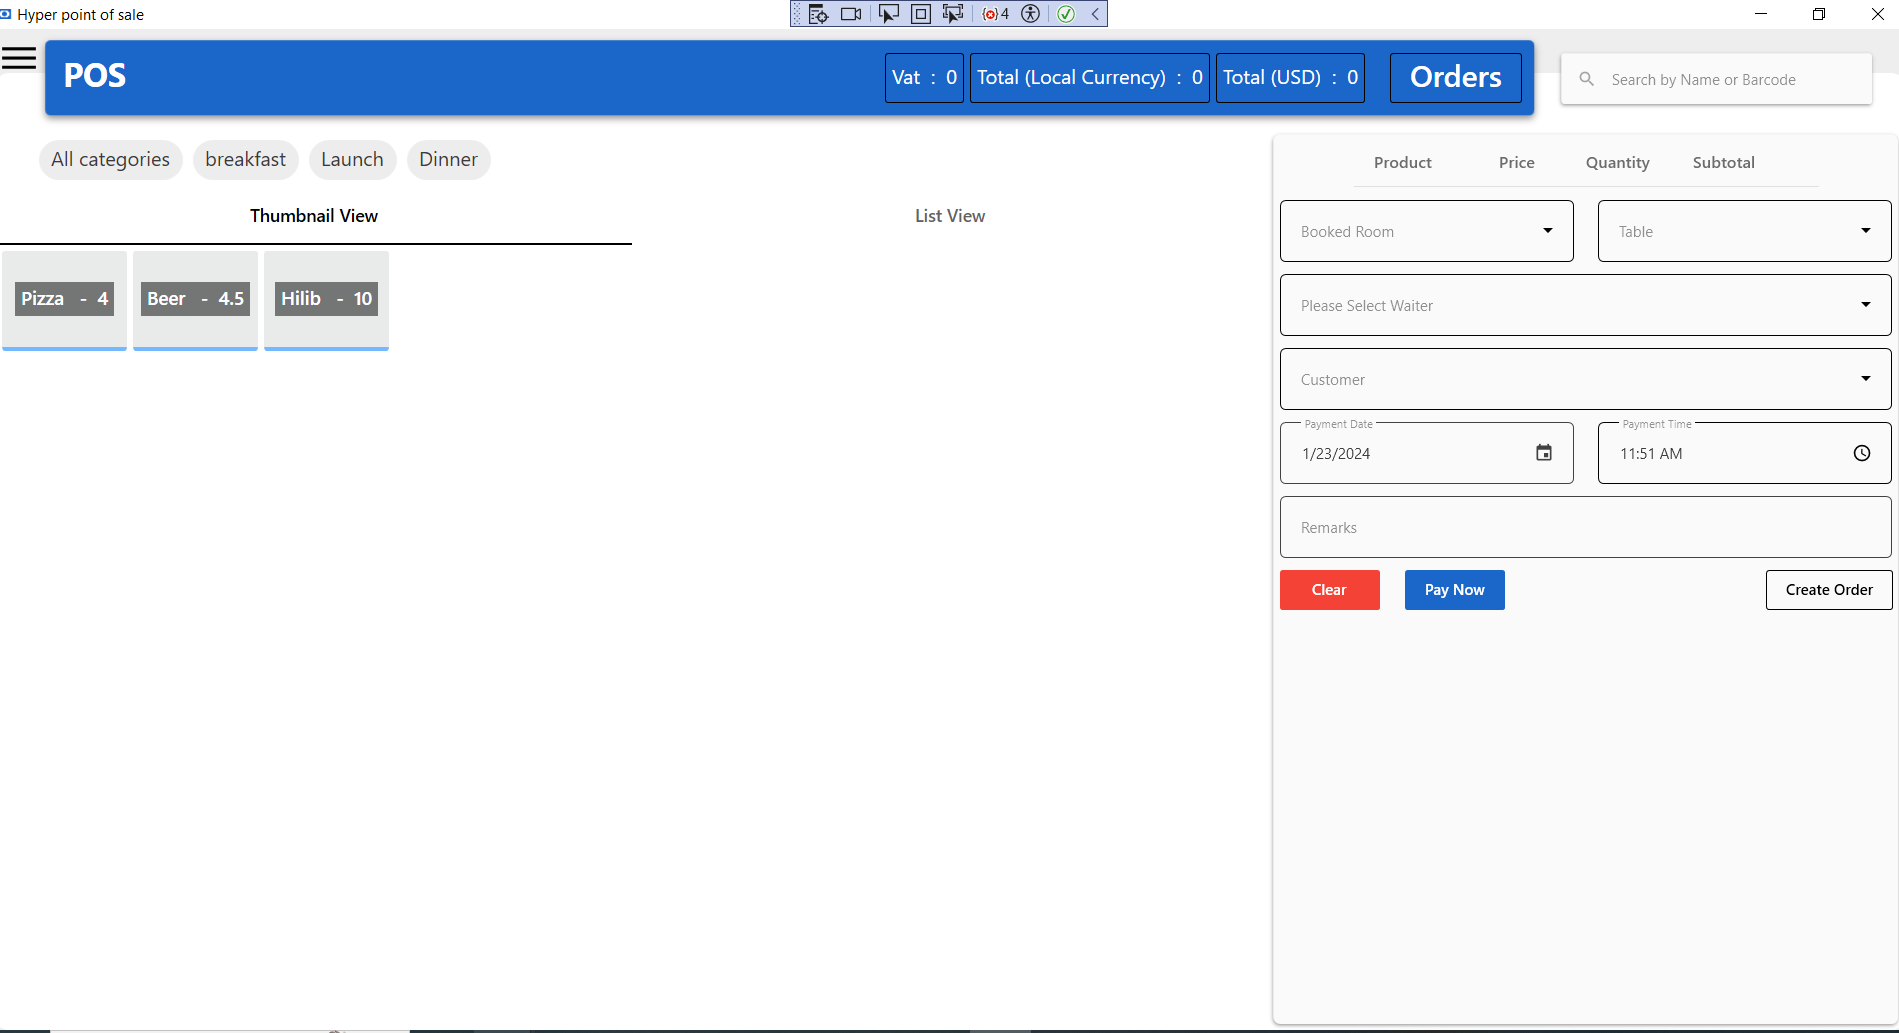 Hyper point of sale
4
POS
Vat : 0
Total (Local Currency) : 0
Total (USD) : 0
Orders
Search by Name or Barcode
All categories
breakfast
Launch
Dinner
Thumbnail View
List View
Pizza - 4
Beer - 4.5
Hilib - 10
Product Price Quantity Subtotal
Booked Room
Table
Please Select Waiter
Customer
Payment Date
1/23/2024
Payment Time
11:51 AM
Remarks
Clear
Pay Now
Create Order